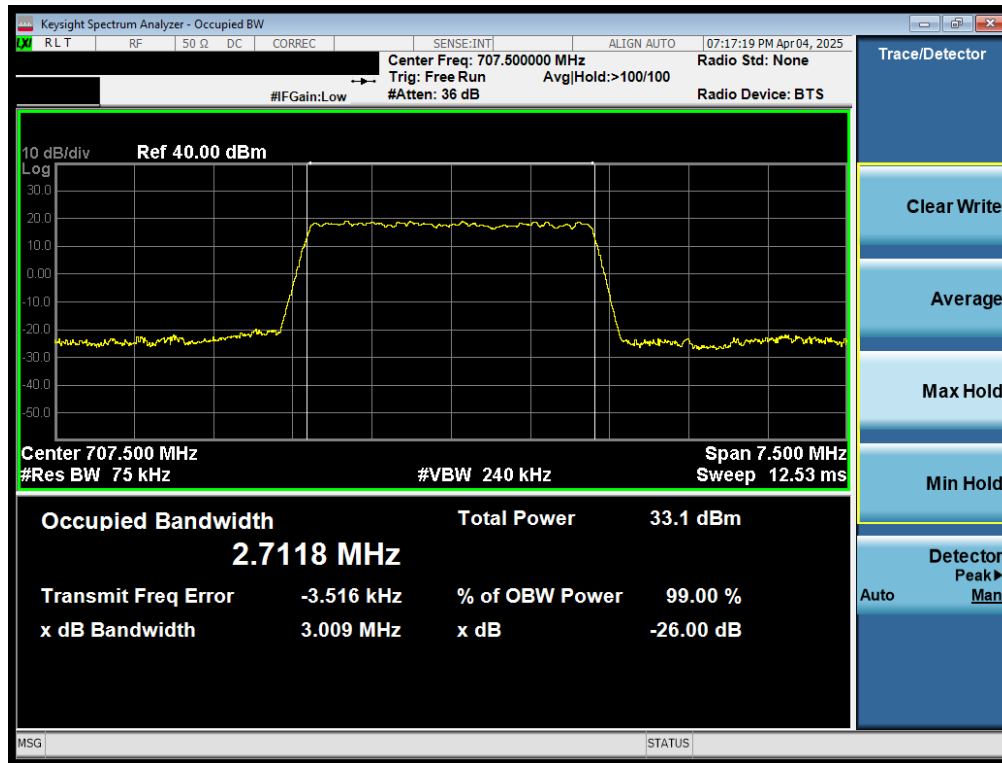 Keysight Spectrum Analyzer - Occupied BW
LXI RLT RF 50 Ω DC CORREC SENSE:INT ALIGN AUTO 07:17:19 PM Apr 04, 2025
Center Freq: 707.500000 MHz Radio Std: None
Trig: Free Run Avg|Hold:>100/100
#IFGain:Low #Atten: 36 dB Radio Device: BTS
10 dB/div Ref 40.00 dBm
Log
30.0
20.0
10.0
0.00
-10.0
-20.0
-30.0
-40.0
-50.0
Center 707.500 MHz Span 7.500 MHz
#Res BW 75 kHz #VBW 240 kHz Sweep 12.53 ms
Occupied Bandwidth Total Power 33.1 dBm
2.7118 MHz
Transmit Freq Error -3.516 kHz % of OBW Power 99.00 %
x dB Bandwidth 3.009 MHz x dB -26.00 dB
MSG STATUS
Trace/Detector
Clear Write
Average
Max Hold
Min Hold
Detector
Peak▶
Auto Man